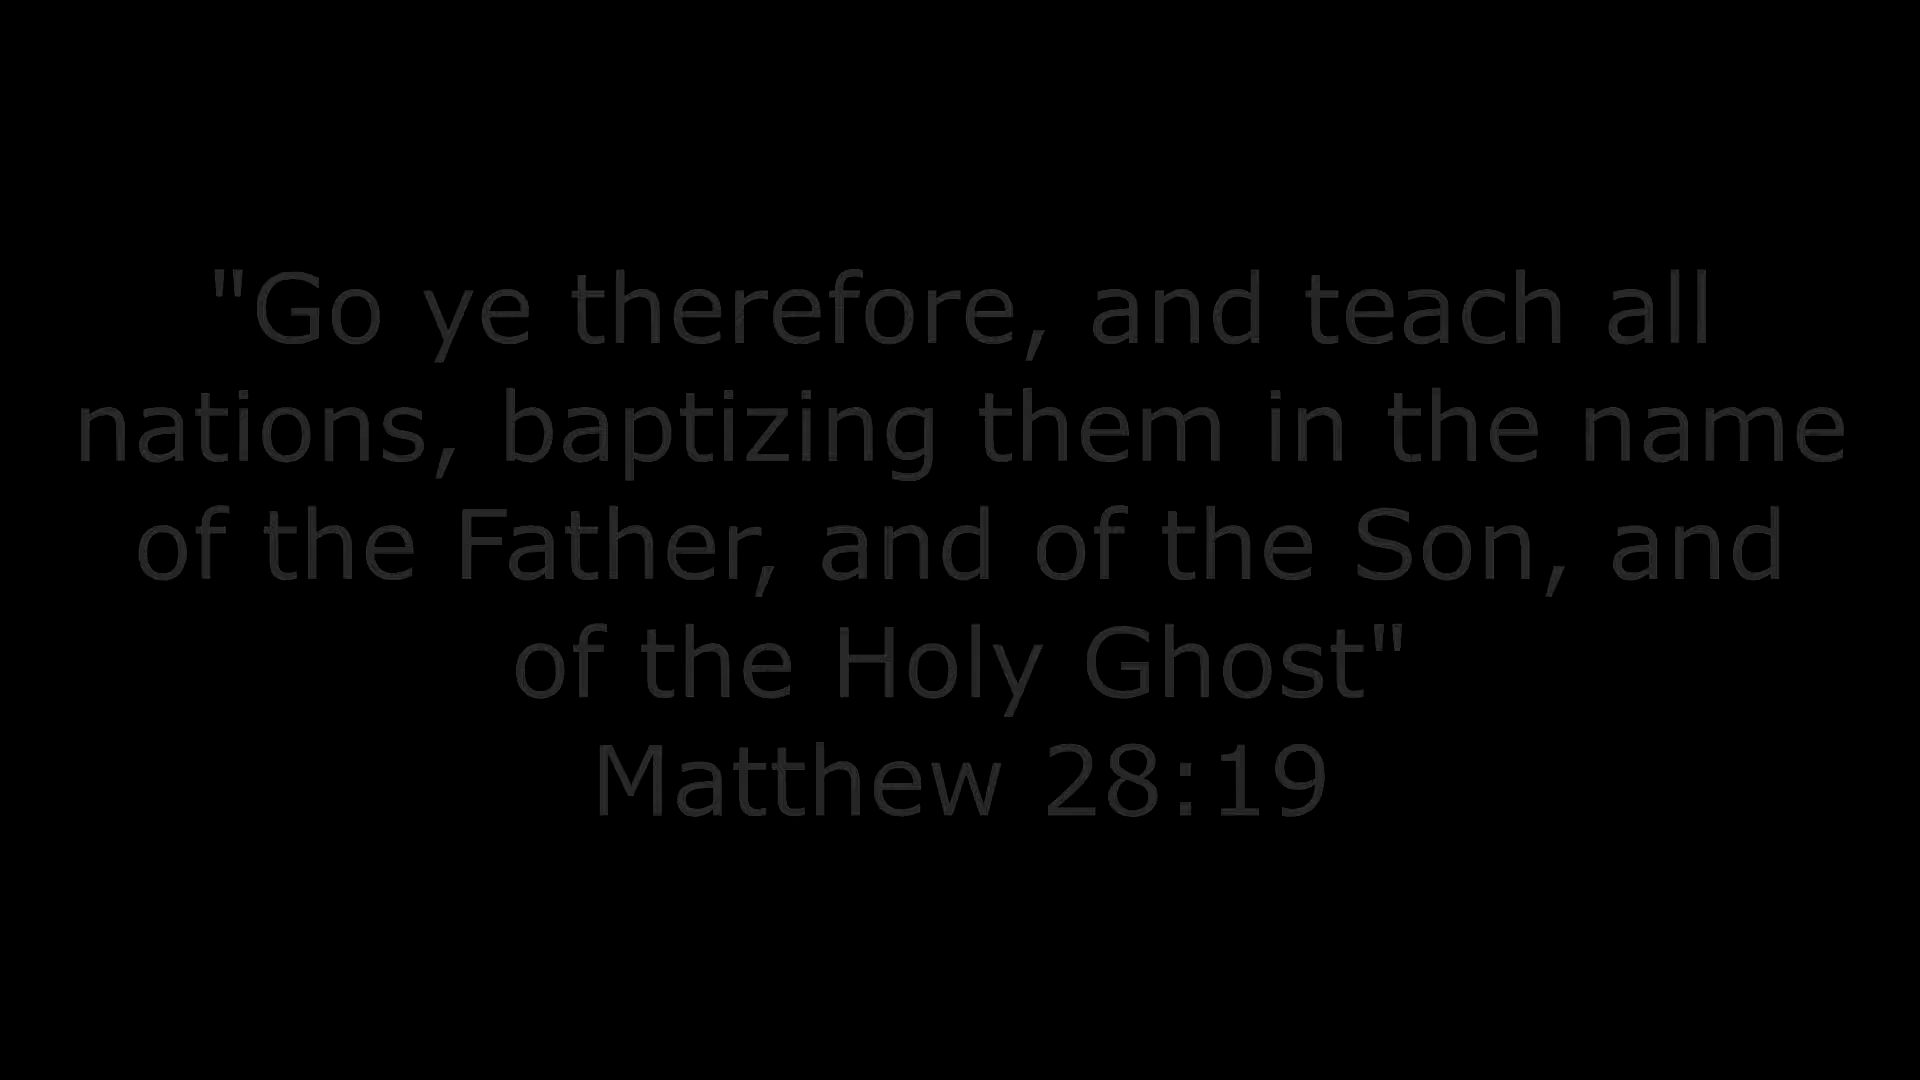 "Go ye therefore, and teach all
nations, baptizing them in the name
of the Father, and of the Son, and
of the Holy Ghost"
Matthew 28:19